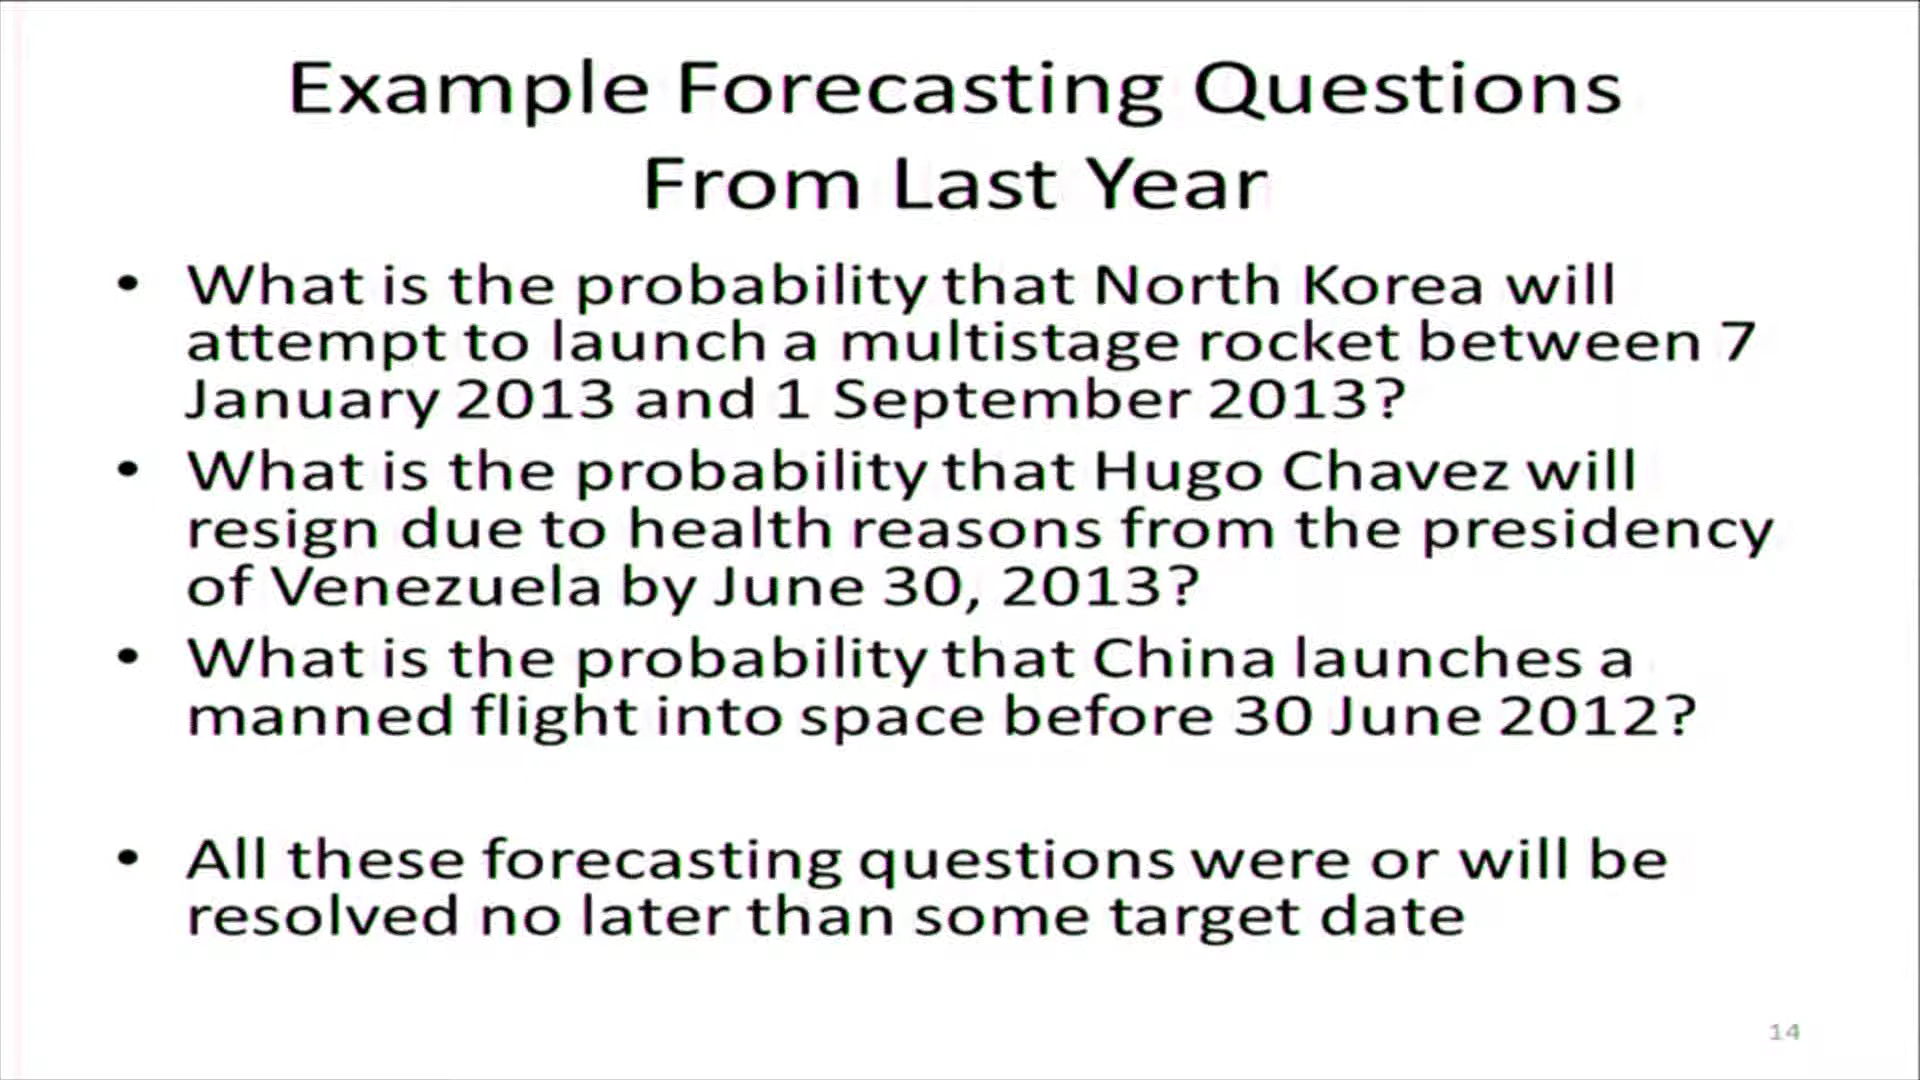 Example Forecasting Questions
From Last Year
• What is the probability that North Korea will
attempt to launch a multistage rocket between 7
January 2013 and 1 September 2013?
• What is the probability that Hugo Chavez will
resign due to health reasons from the presidency
of Venezuela by June 30, 2013?
• What is the probability that China launches a
manned flight into space before 30 June 2012?
• All these forecasting questions were or will be
resolved no later than some target date
14